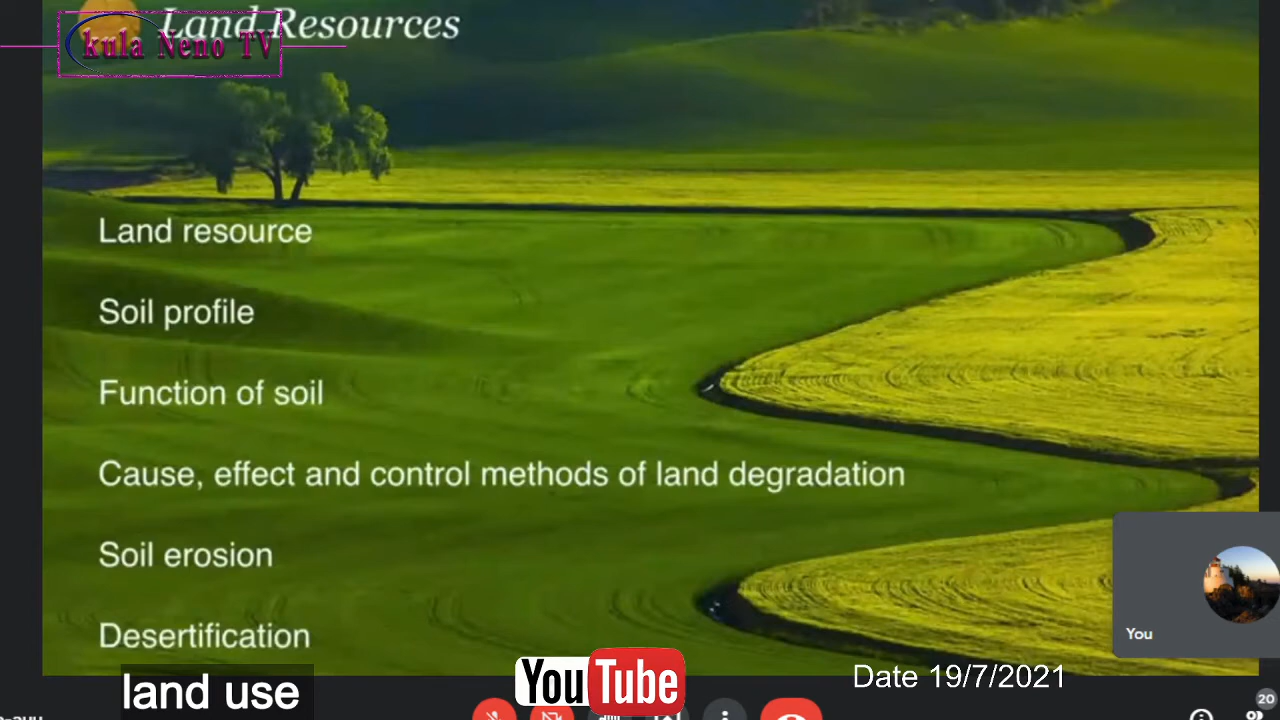 Land Resources
kula Neno TV
Land resource
Soil profile
Function of soil
Cause, effect and control methods of land degradation
Soil erosion
Desertification
You
land use
YouTube
Date 19/7/2021
20